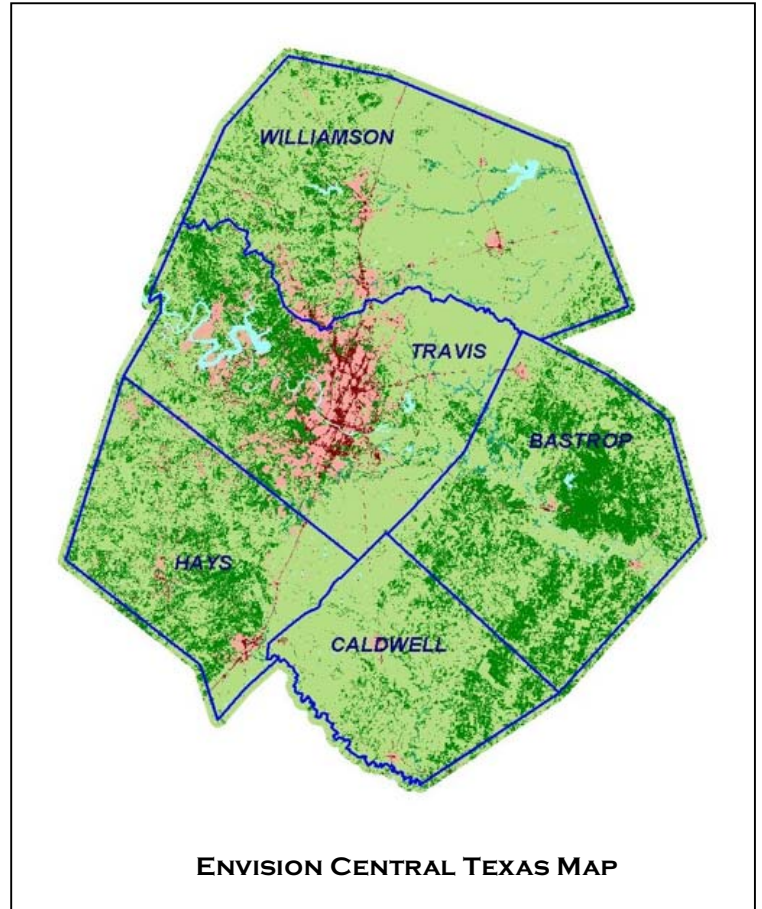 WILLIAMSON
TRAVIS
BASTROP
HAYS
CALDWELL
ENVISION CENTRAL TEXAS MAP